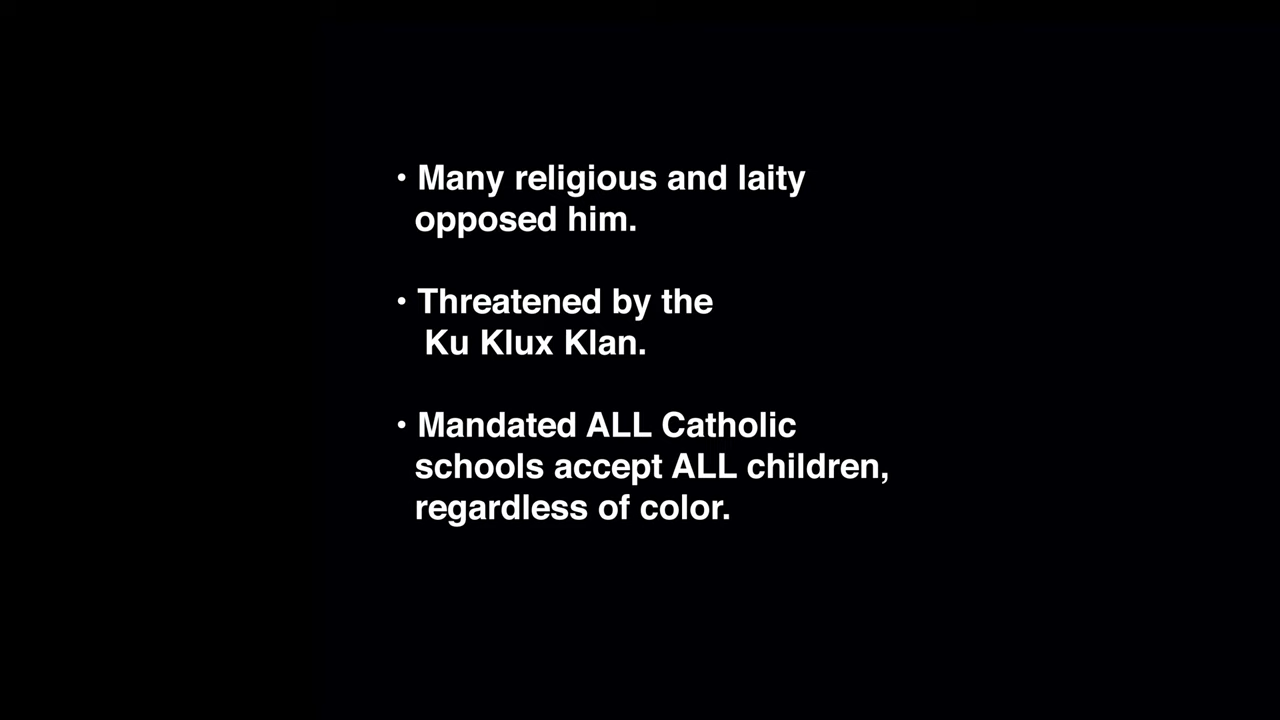 • Many religious and laity
opposed him.
• Threatened by the
Ku Klux Klan.
• Mandated ALL Catholic
schools accept ALL children,
regardless of color.